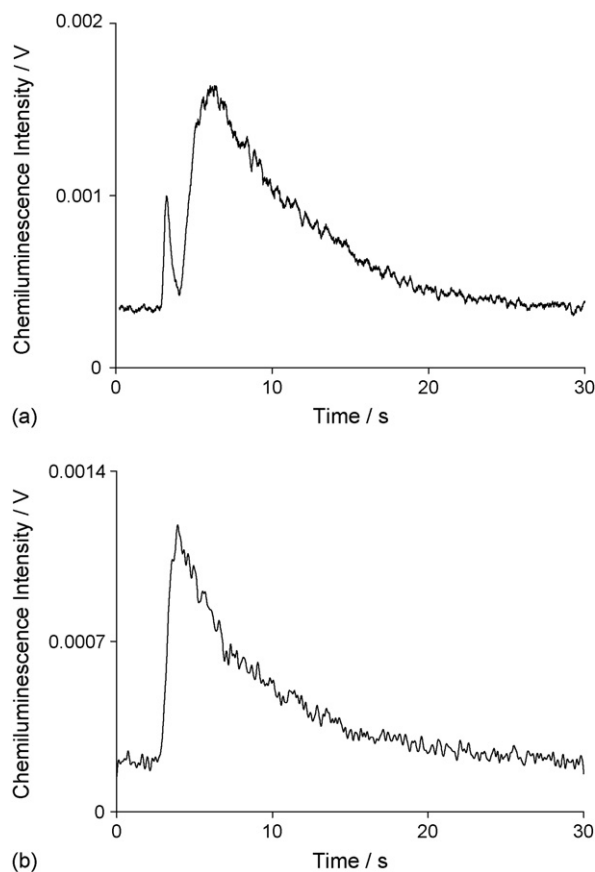 0.002
0.001
0
Chemiluminescence Intensity / V
0 10 20 30
Time / s
(a)
0.0014
0.0007
0
Chemiluminescence Intensity / V
0 10 20 30
Time / s
(b)